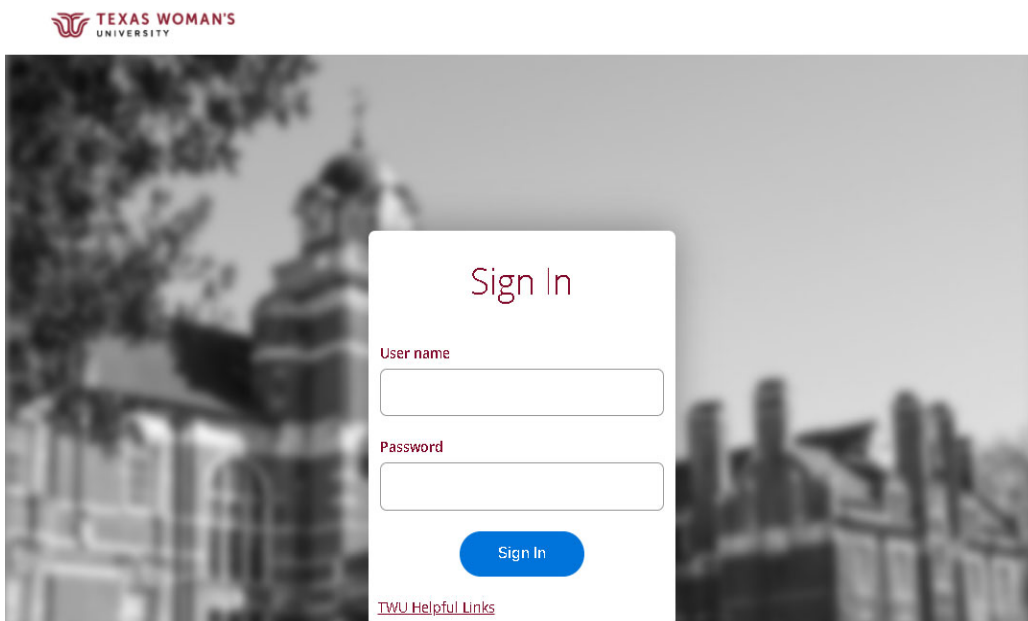 TEXAS WOMAN'S
UNIVERSITY
Sign In
User name
Password
Sign In
TWU Helpful Links